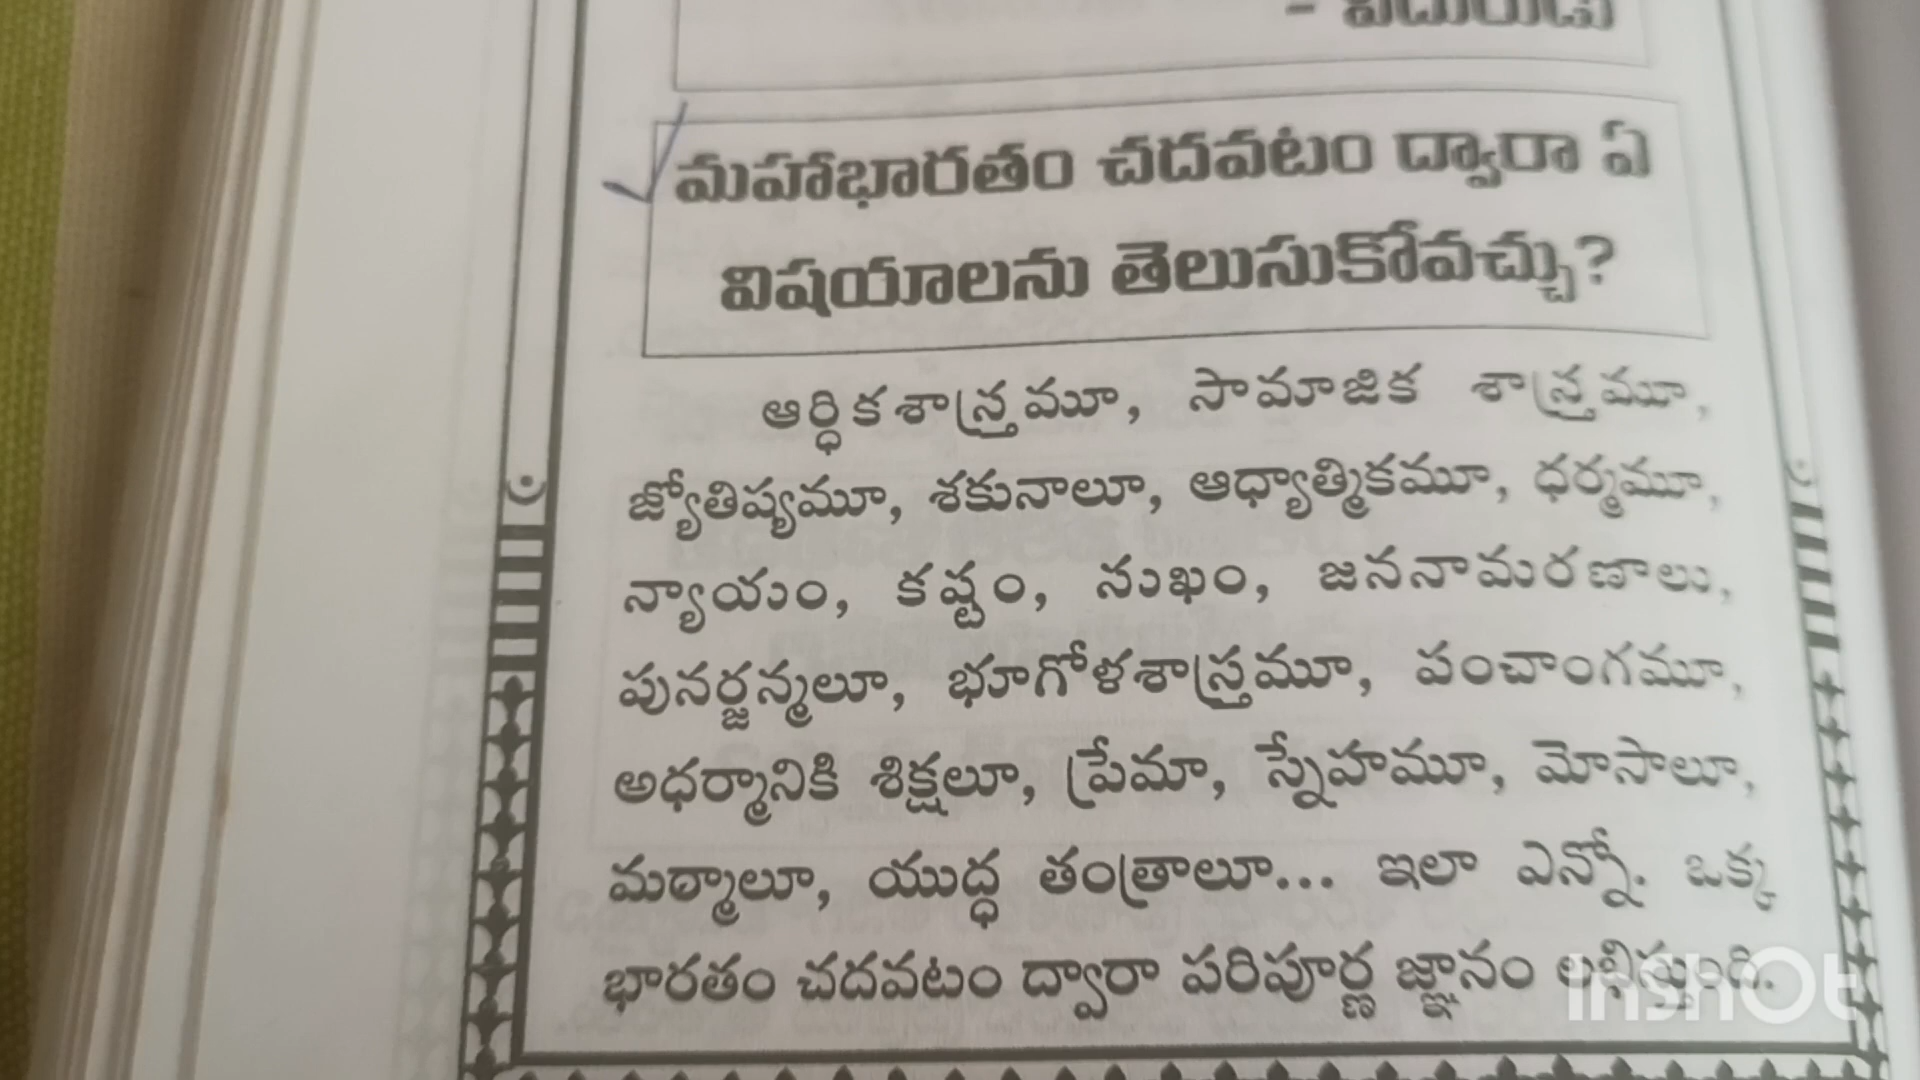 - విదురుడు
మహాభారతం చదవటం ద్వారా ఏ
విషయాలను తెలుసుకోవచ్చు?
ఆర్ధికశాస్త్రమూ, సామాజిక శాస్త్రమూ,
జ్యోతిష్యమూ, శకునాలూ, ఆధ్యాత్మికమూ, ధర్మమూ,
న్యాయం, కష్టం, సుఖం, జననామరణాలు,
పునర్జన్మలూ, భూగోళశాస్త్రమూ, పంచాంగమూ,
అధర్మానికి శిక్షలూ, ప్రేమా, స్నేహమూ, మోసాలూ,
మర్మాలూ, యుద్ధ తంత్రాలూ... ఇలా ఎన్నో. ఒక్క
భారతం చదవటం ద్వారా పరిపూర్ణ జ్ఞానం లభిస్తుంది.
InShOt